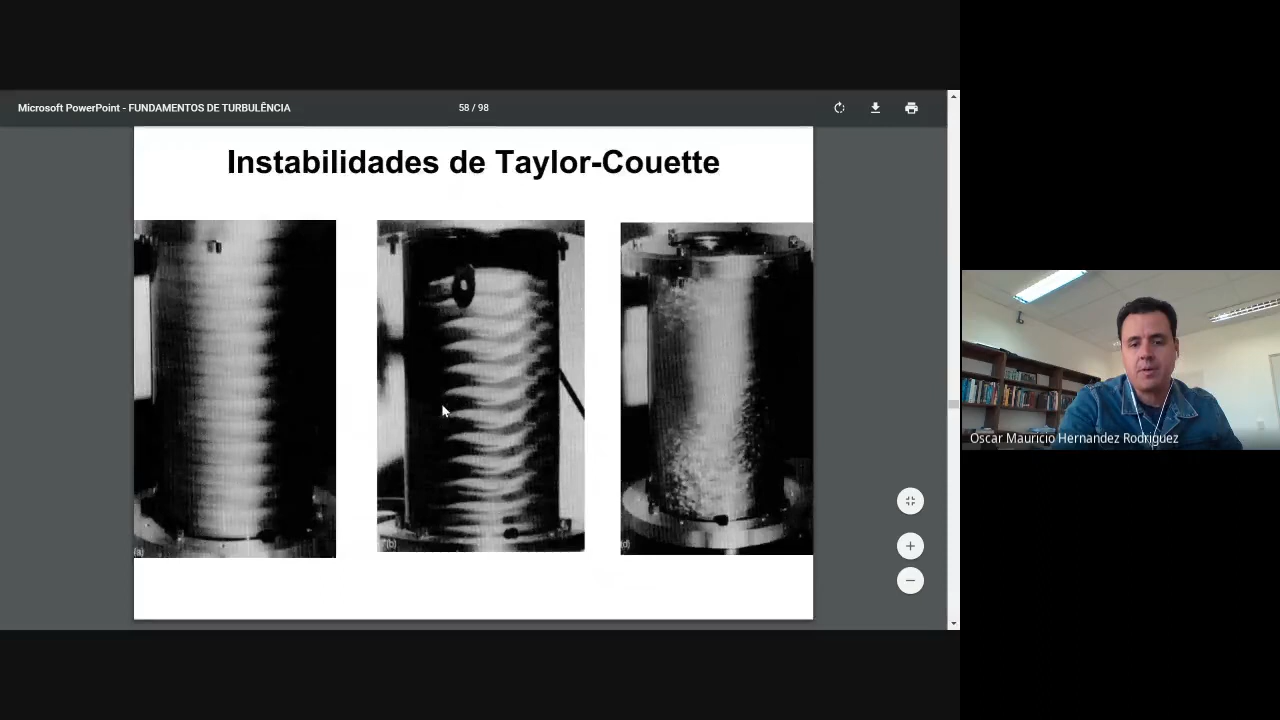 Microsoft PowerPoint - FUNDAMENTOS DE TURBULÊNCIA
58 / 98
Instabilidades de Taylor-Couette
(a)
(b)
(d)
Oscar Mauricio Hernandez Rodriguez